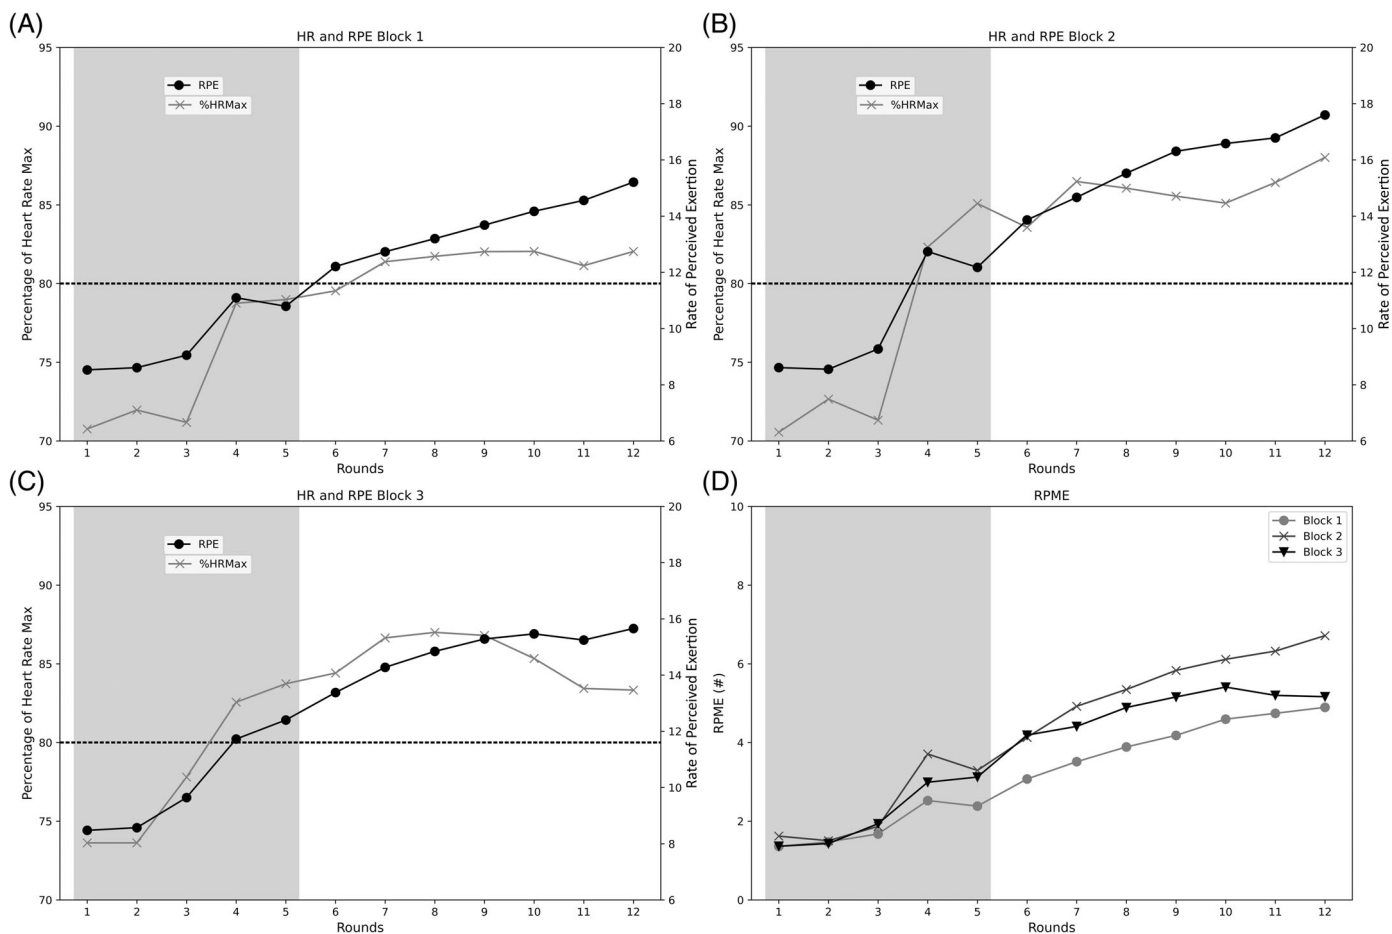 (A)
HR and RPE Block 1
95
90
85
80
75
70
Percentage of Heart Rate Max
RPE
%HRMax
20
18
16
14
12
10
8
6
Rate of Perceived Exertion
1 2 3 4 5 6 7 8 9 10 11 12
Rounds
(B)
HR and RPE Block 2
95
90
85
80
75
70
Percentage of Heart Rate Max
RPE
%HRMax
20
18
16
14
12
10
8
6
Rate of Perceived Exertion
1 2 3 4 5 6 7 8 9 10 11 12
Rounds
(C)
HR and RPE Block 3
95
90
85
80
75
70
Percentage of Heart Rate Max
RPE
%HRMax
20
18
16
14
12
10
8
6
Rate of Perceived Exertion
1 2 3 4 5 6 7 8 9 10 11 12
Rounds
(D)
RPME
10
8
6
4
2
0
RPME (#)
Block 1
Block 2
Block 3
1 2 3 4 5 6 7 8 9 10 11 12
Rounds